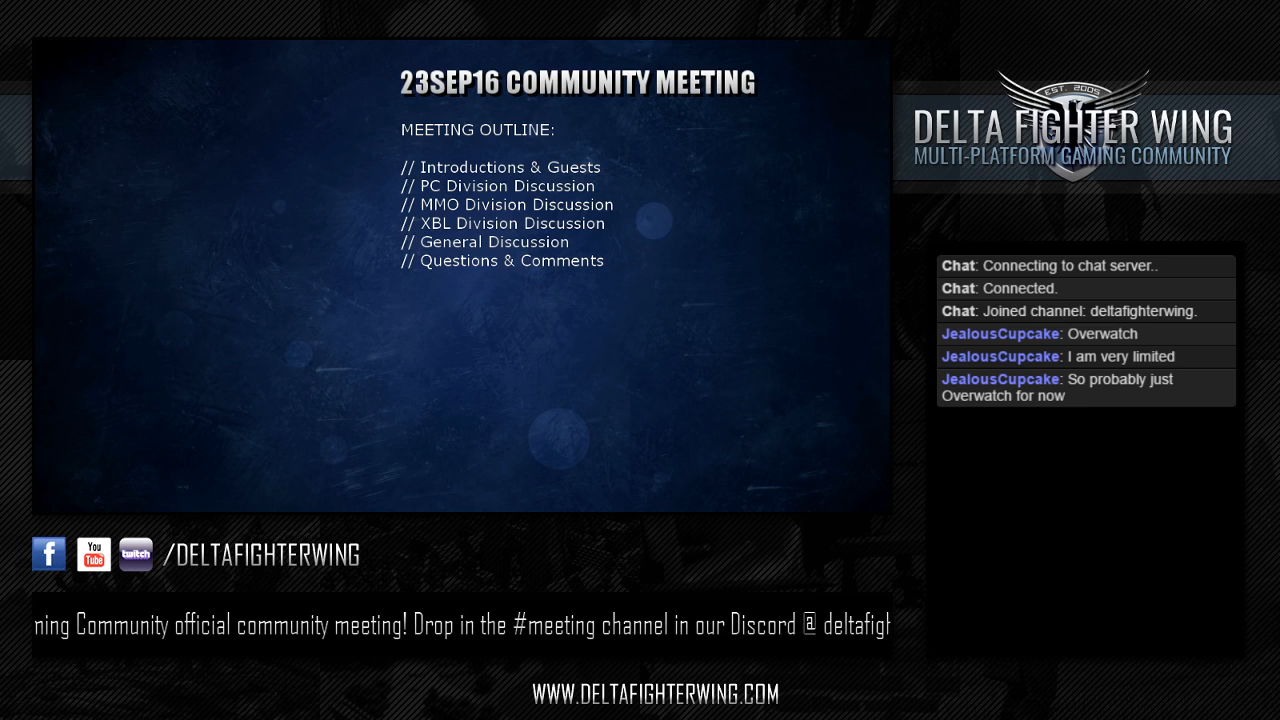 23SEP16 COMMUNITY MEETING
MEETING OUTLINE:
// Introductions & Guests
// PC Division Discussion
// MMO Division Discussion
// XBL Division Discussion
// General Discussion
// Questions & Comments
EST. 2005
DELTA FIGHTER WING
MULTI-PLATFORM GAMING COMMUNITY
Chat: Connecting to chat server..
Chat: Connected.
Chat: Joined channel: deltafighterwing.
JealousCupcake: Overwatch
JealousCupcake: I am very limited
JealousCupcake: So probably just
Overwatch for now
f You Tube twitch /DELTAFIGHTERWING
ning Community official community meeting! Drop in the #meeting channel in our Discord @ deltafigh
WWW.DELTAFIGHTERWING.COM